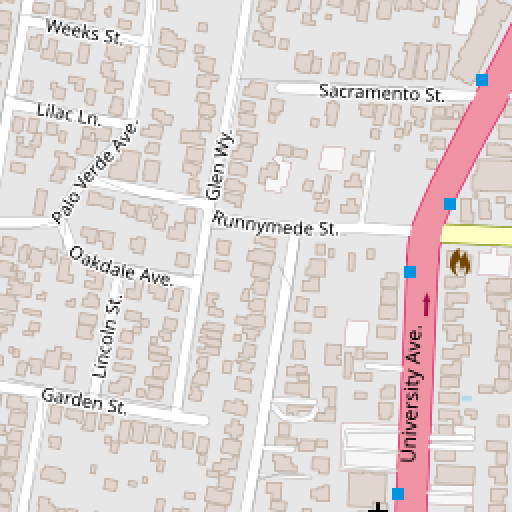 Weeks St.
Sacramento St.
Lilac Ln.
Palo Verde Ave.
Glen Wy.
Runnymede St.
Oakdale Ave.
Lincoln St.
University Ave.
Garden St.